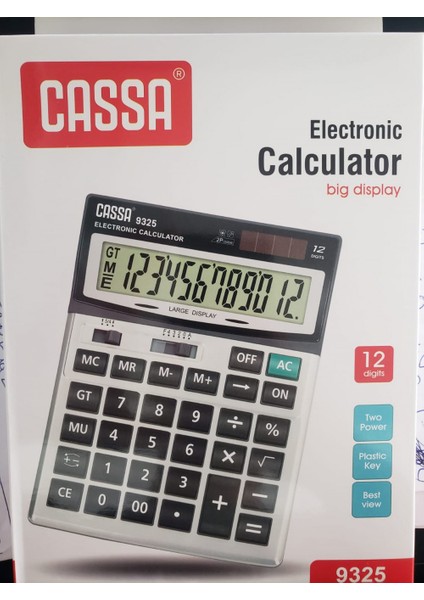 CASSA®
Electronic
Calculator
big display
CASSA 9325
ELECTRONIC CALCULATOR
12
DIGITS
GT
M
E
123456789012.
LARGE DISPLAY
OFF
AC
MC MR M- M+ → ON
GT 7 8 9 ÷ %
MU 4 5 6 × √
1 2 3 + −
CE 0 00 • =
12
digits
Two
Power
Plastic
Key
Best
view
9325